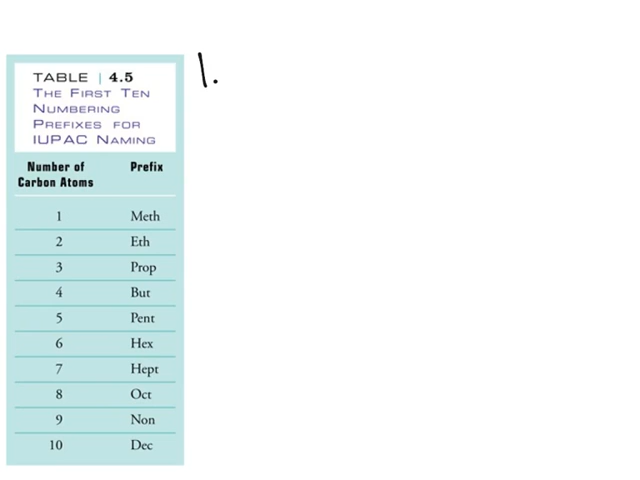 TABLE | 4.5
THE FIRST TEN
NUMBERING
PREFIXES FOR
IUPAC NAMING
Number of Carbon Atoms Prefix
1 Meth
2 Eth
3 Prop
4 But
5 Pent
6 Hex
7 Hept
8 Oct
9 Non
10 Dec
1.